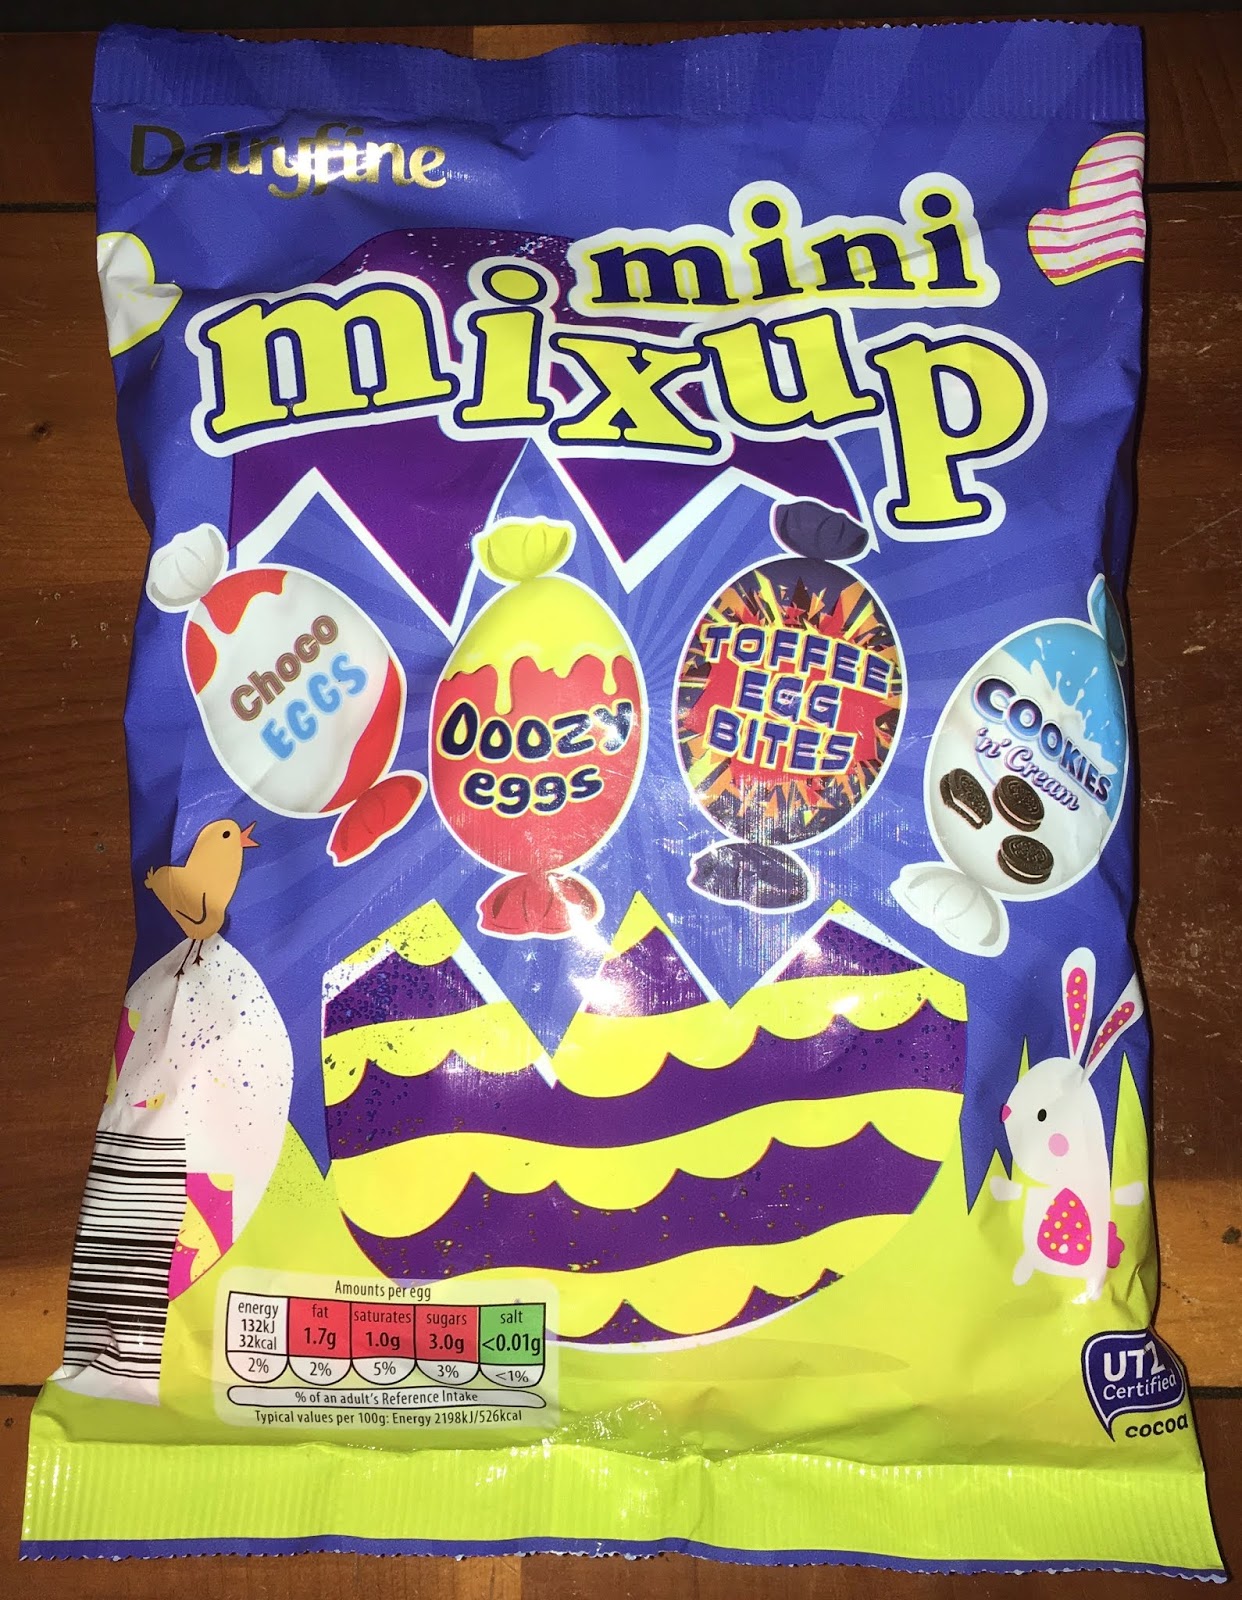 Dairyfine
mini
mixup
Choco
EGGS
Ooozy
eggs
TOFFEE
EGG
BITES
COOKIES
'n' Cream
Amounts per egg
energy
132kJ
32kcal
2%
fat
1.7g
2%
saturates
1.0g
5%
sugars
3.0g
3%
salt
<0.01g
<1%
% of an adult's Reference Intake
Typical values per 100g: Energy 2198kJ/526kcal
UTZ
Certified
cocoa